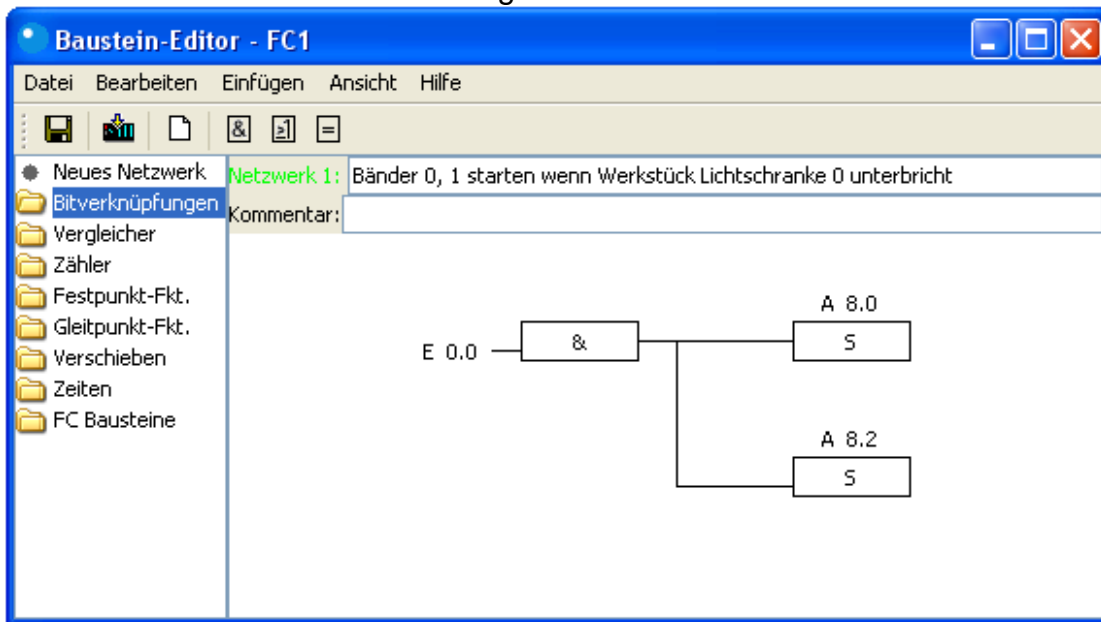 Baustein-Editor - FC1
Datei Bearbeiten Einfügen Ansicht Hilfe
& ≥1 =
Neues Netzwerk
Bitverknüpfungen
Vergleicher
Zähler
Festpunkt-Fkt.
Gleitpunkt-Fkt.
Verschieben
Zeiten
FC Bausteine
Netzwerk 1: Bänder 0, 1 starten wenn Werkstück Lichtschranke 0 unterbricht
Kommentar:
A 8.0
E 0.0 & S
A 8.2
S